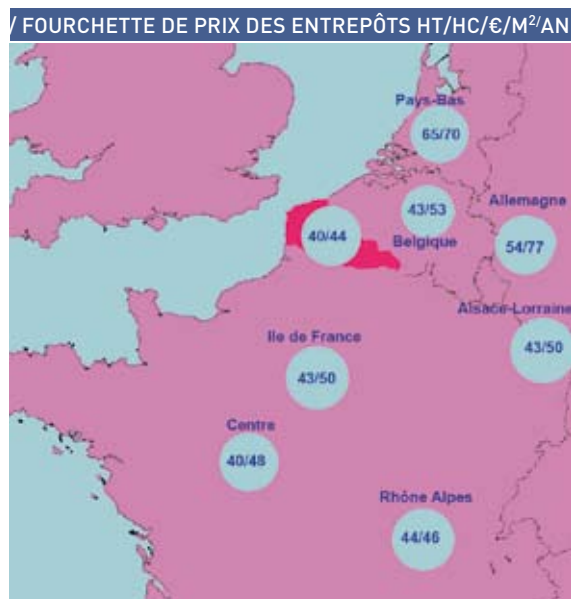 / FOURCHETTE DE PRIX DES ENTREPÔTS HT/HC/€/M²/AN
Pays-Bas
65/70
43/53
Allemagne
40/44
Belgique
54/77
Alsace-Lorraine
Ile de France
43/50
43/50
Centre
40/48
Rhône Alpes
44/46